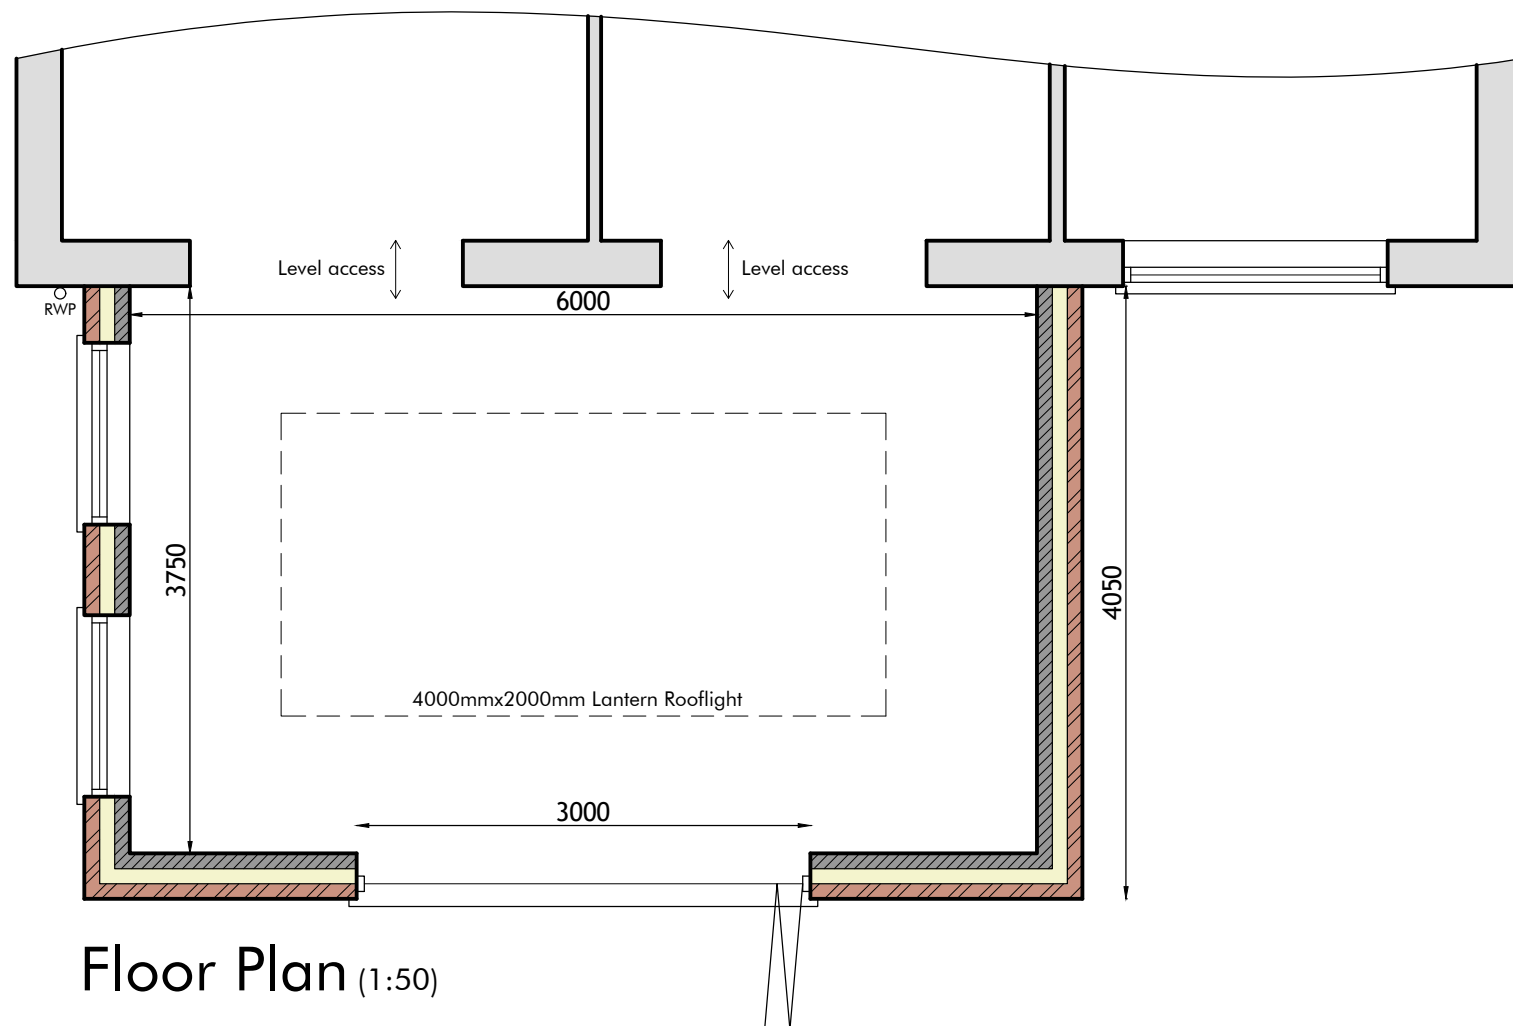 Level access
Level access
RWP
6000
3750
4050
4000mmx2000mm Lantern Rooflight
3000
Floor Plan (1:50)